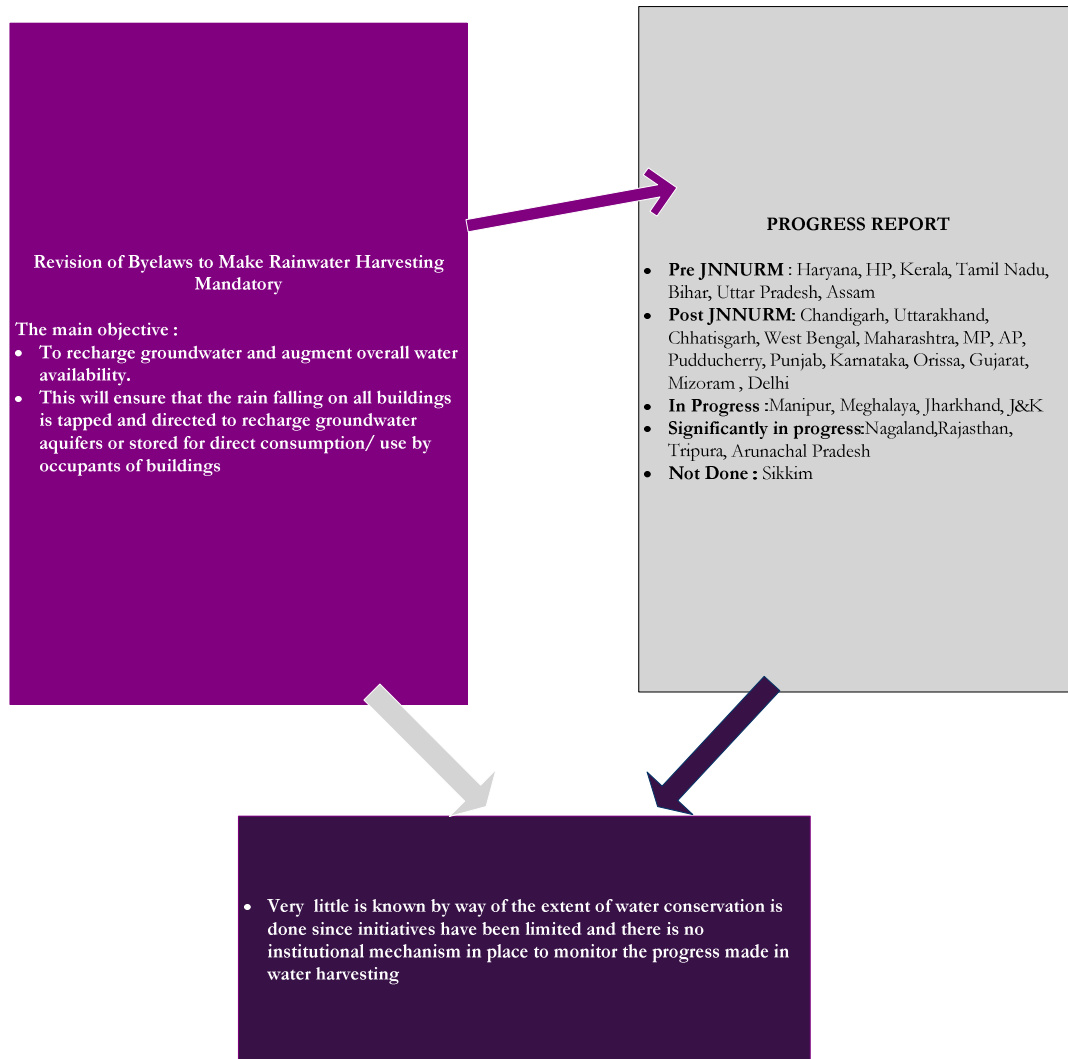 Revision of Byelaws to Make Rainwater Harvesting
Mandatory
The main objective :
• To recharge groundwater and augment overall water
availability.
• This will ensure that the rain falling on all buildings
is tapped and directed to recharge groundwater
aquifers or stored for direct consumption/ use by
occupants of buildings
PROGRESS REPORT
• Pre JNNURM : Haryana, HP, Kerala, Tamil Nadu,
Bihar, Uttar Pradesh, Assam
• Post JNNURM: Chandigarh, Uttarakhand,
Chhatisgarh, West Bengal, Maharashtra, MP, AP,
Pudducherry, Punjab, Karnataka, Orissa, Gujarat,
Mizoram , Delhi
• In Progress :Manipur, Meghalaya, Jharkhand, J&K
• Significantly in progress:Nagaland,Rajasthan,
Tripura, Arunachal Pradesh
• Not Done : Sikkim
• Very  little is known by way of the extent of water conservation is
done since initiatives have been limited and there is no
institutional mechanism in place to monitor the progress made in
water harvesting